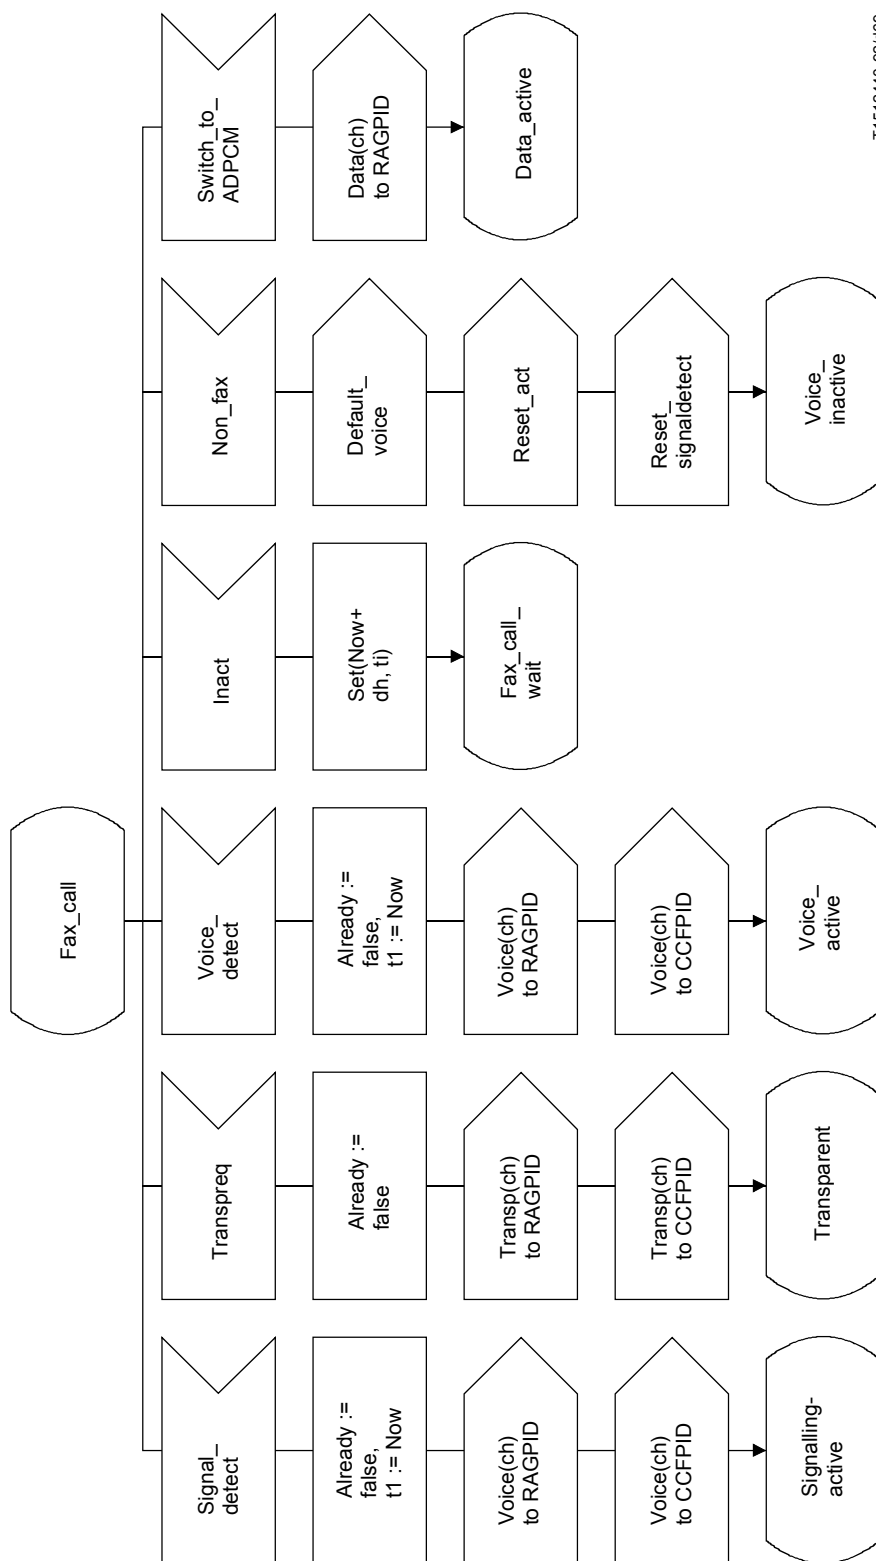 Fax_call
Signal_
detect
Already :=
false,
t1 := Now
Voice(ch)
to RAGPID
Voice(ch)
to CCFPID
Signalling-
active
Transpreq
Already :=
false
Transp(ch)
to RAGPID
Transp(ch)
to CCFPID
Transparent
Voice_
detect
Already :=
false,
t1 := Now
Voice(ch)
to RAGPID
Voice(ch)
to CCFPID
Voice_
active
Inact
Set(Now+
dh, ti)
Fax_call_
wait
Non_fax
Default_
voice
Reset_act
Reset_
signaldetect
Voice_
inactive
Switch_to_
ADPCM
Data(ch)
to RAGPID
Data_active